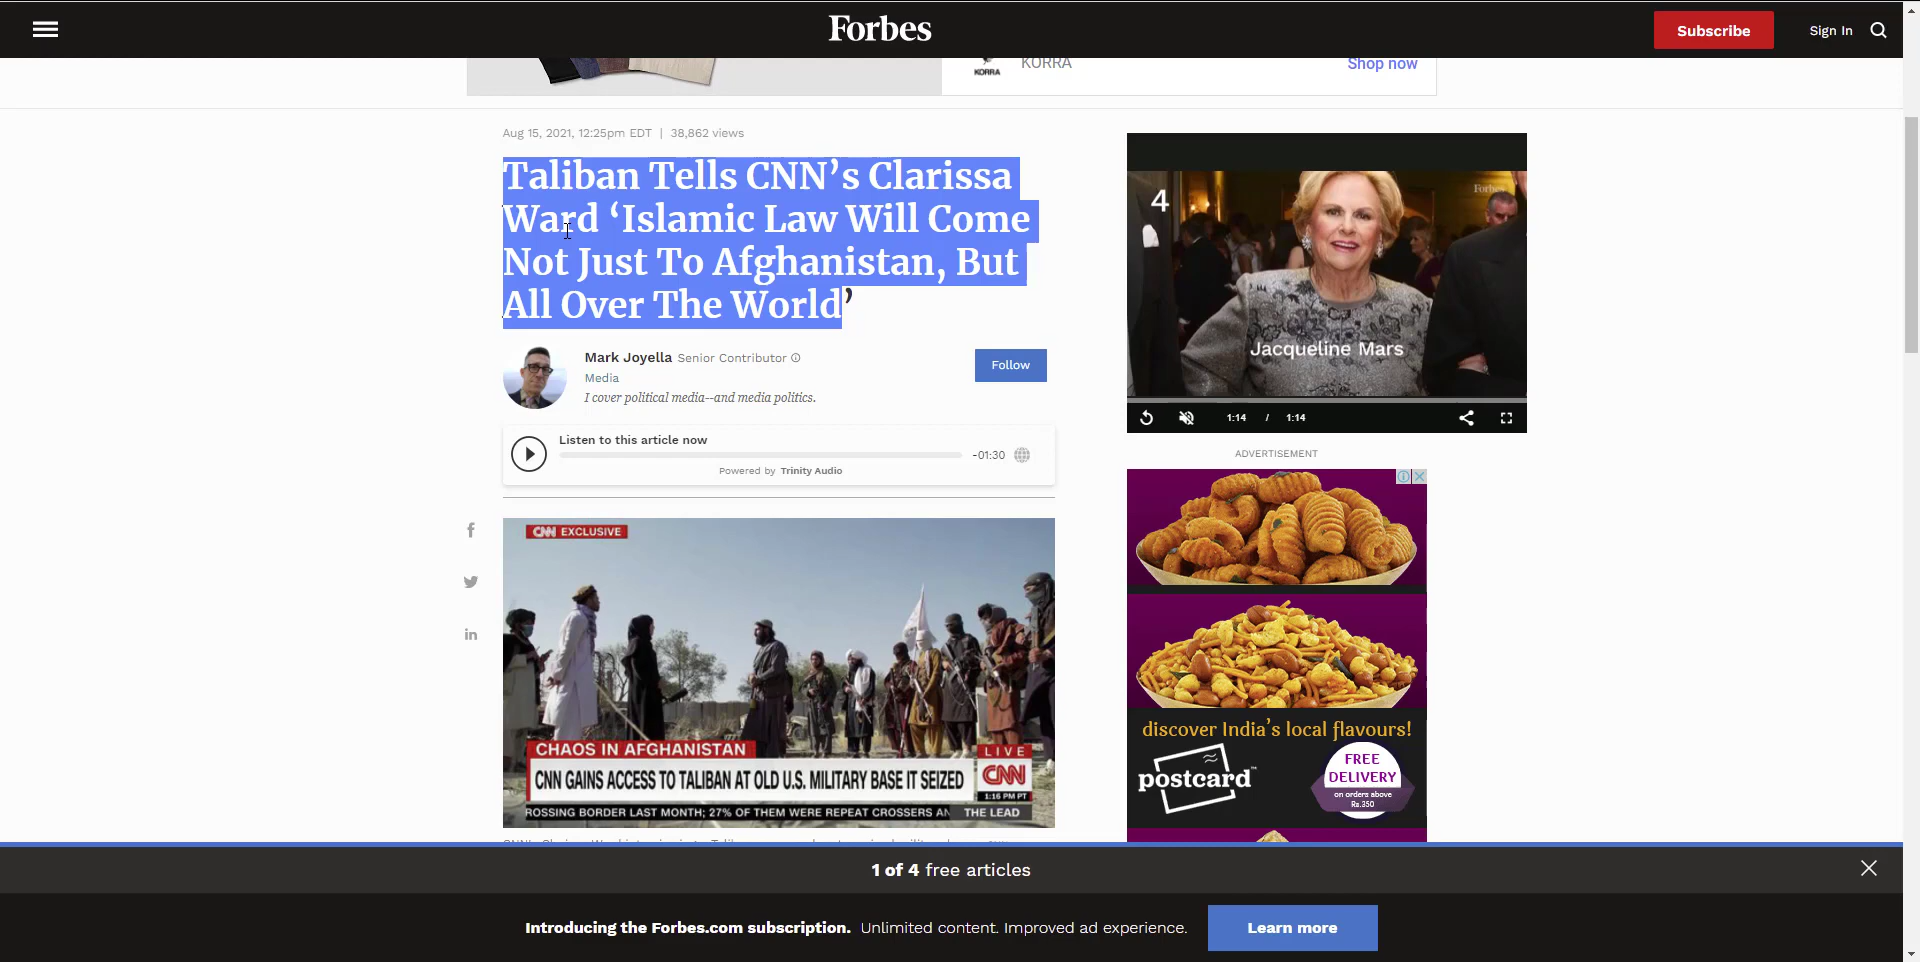 Forbes
Subscribe
Sign In
KORRA
KORRA
Shop now
Aug 15, 2021, 12:25pm EDT | 38,862 views
Taliban Tells CNN’s Clarissa
Ward ‘Islamic Law Will Come
Not Just To Afghanistan, But
All Over The World’
Mark Joyella Senior Contributor
Media
I cover political media--and media politics.
Follow
Listen to this article now
-01:30
Powered by Trinity Audio
CNN EXCLUSIVE
CHAOS IN AFGHANISTAN
LIVE
CNN GAINS ACCESS TO TALIBAN AT OLD U.S. MILITARY BASE IT SEIZED
CNN
1:16 PM PT
ROSSING BORDER LAST MONTH; 27% OF THEM WERE REPEAT CROSSERS AN
THE LEAD
4
Forbes
Jacqueline Mars
1:14 / 1:14
ADVERTISEMENT
discover India’s local flavours!
postcard™
FREE
DELIVERY
on orders above
Rs.350
1 of 4 free articles
Introducing the Forbes.com subscription. Unlimited content. Improved ad experience.
Learn more